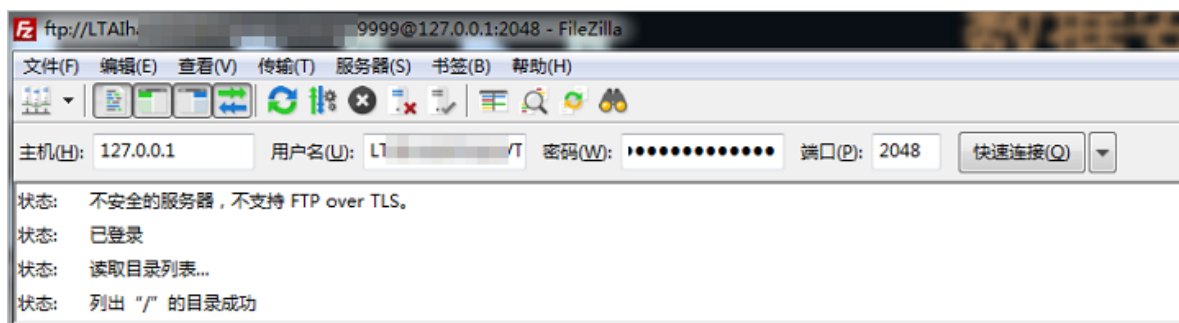 ftp://LTAIh 9999@127.0.0.1:2048 - FileZilla
文件(F) 编辑(E) 查看(V) 传输(T) 服务器(S) 书签(B) 帮助(H)
主机(H): 127.0.0.1 用户名(U): LT VT 密码(W): ●●●●●●●●●●●●● 端口(P): 2048 快速连接(Q)
状态: 不安全的服务器，不支持 FTP over TLS。
状态: 已登录
状态: 读取目录列表...
状态: 列出“/”的目录成功